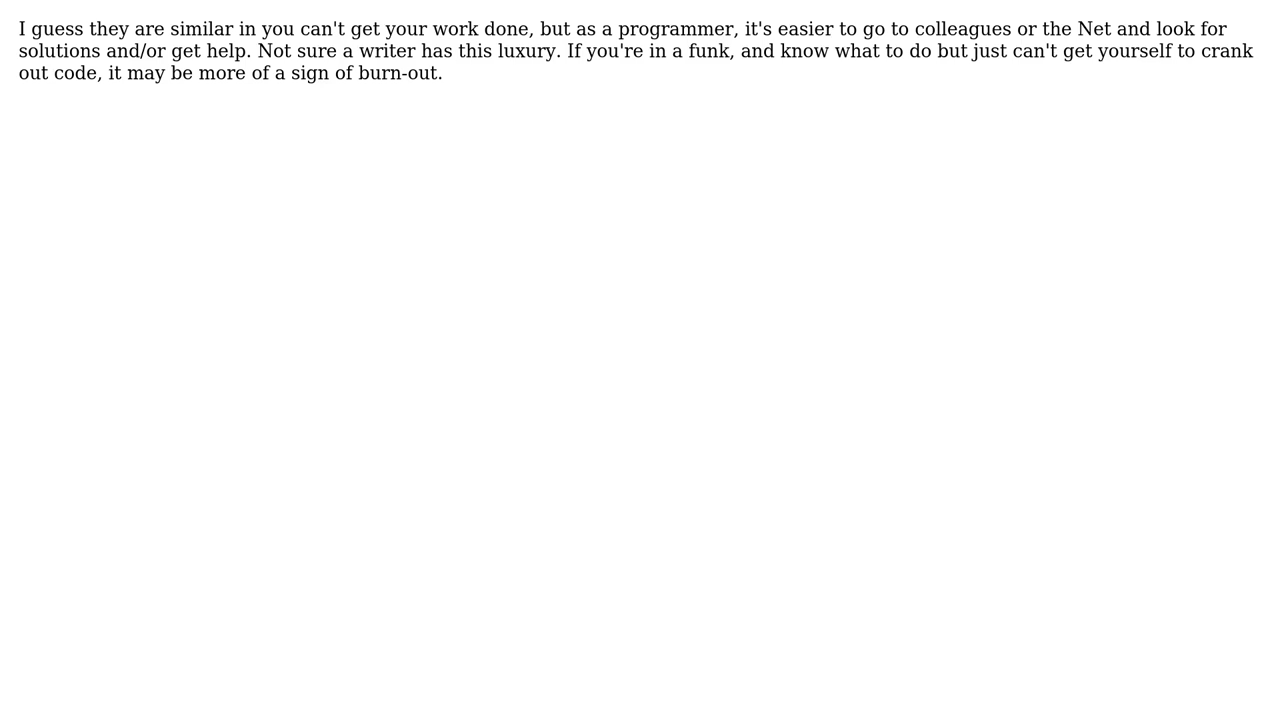 I guess they are similar in you can't get your work done, but as a programmer, it's easier to go to colleagues or the Net and look for
solutions and/or get help. Not sure a writer has this luxury. If you're in a funk, and know what to do but just can't get yourself to crank
out code, it may be more of a sign of burn-out.